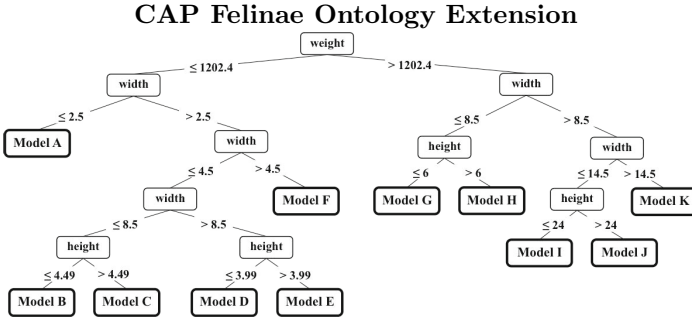 CAP Felinae Ontology Extension
weight
≤ 1202.4 > 1202.4
width width
≤ 2.5 > 2.5 ≤ 8.5 > 8.5
Model A width height width
≤ 4.5 > 4.5 ≤ 6 > 6 ≤ 14.5 > 14.5
width Model F Model G Model H height Model K
≤ 8.5 > 8.5 ≤ 24 > 24
height height Model I Model J
≤ 4.49 > 4.49 ≤ 3.99 > 3.99
Model B Model C Model D Model E